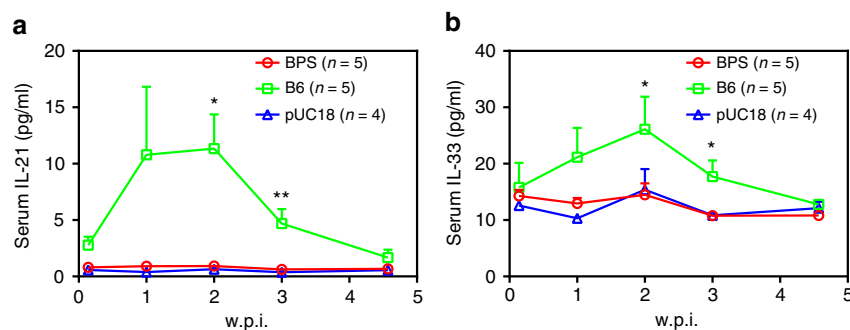 a
Serum IL-21 (pg/ml)
20
15
10
5
0
BPS (n = 5)
B6 (n = 5)
pUC18 (n = 4)
*
**
0 1 2 3 4 5
w.p.i.
b
Serum IL-33 (pg/ml)
40
30
20
10
0
BPS (n = 5)
B6 (n = 5)
pUC18 (n = 4)
*
*
0 1 2 3 4 5
w.p.i.